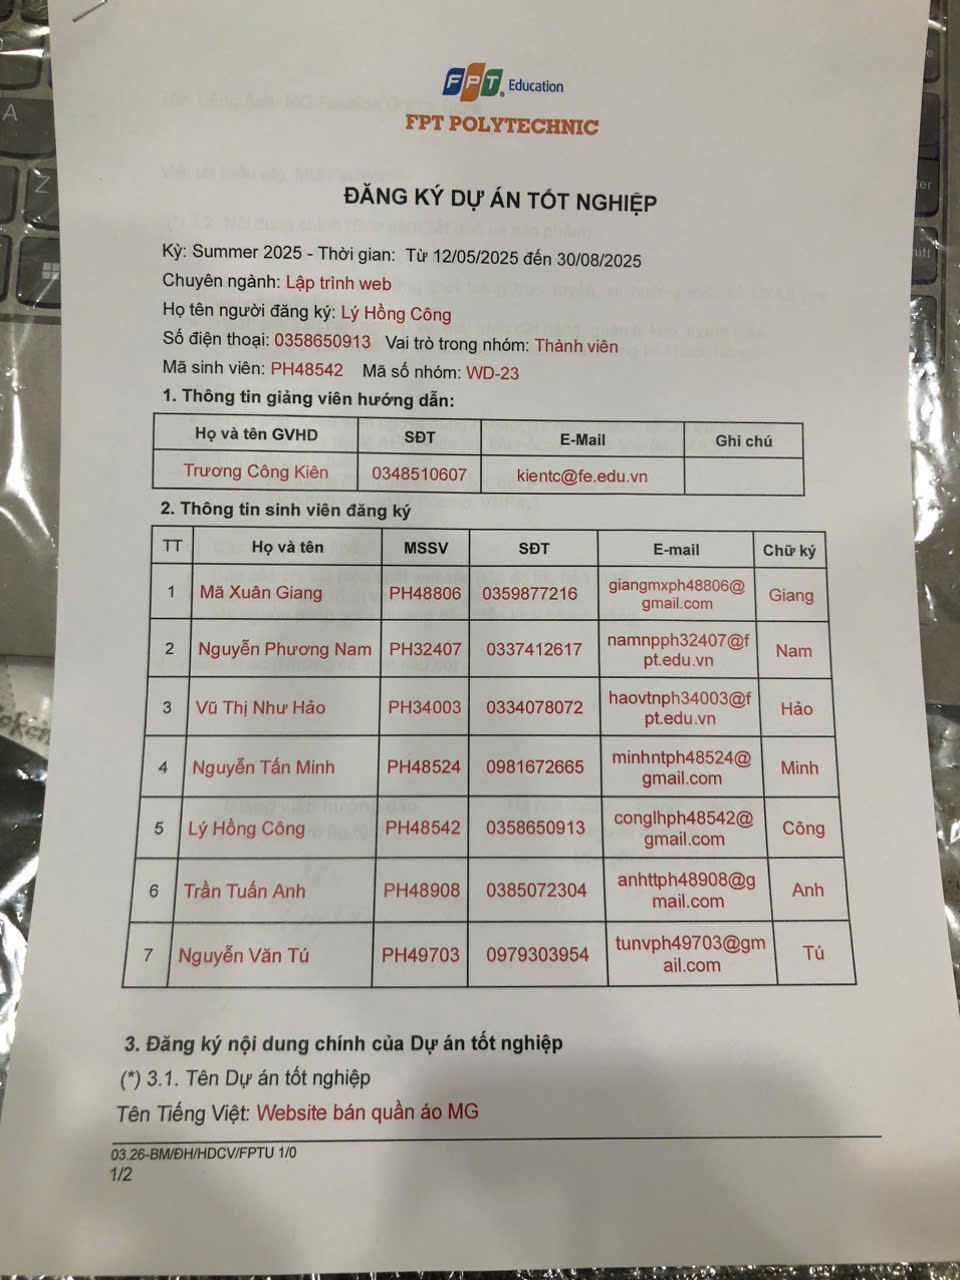 FPT Education
FPT POLYTECHNIC
ĐĂNG KÝ DỰ ÁN TỐT NGHIỆP
Kỳ: Summer 2025 - Thời gian: Từ 12/05/2025 đến 30/08/2025
Chuyên ngành: Lập trình web
Họ tên người đăng ký: Lý Hồng Công
Số điện thoại: 0358650913 Vai trò trong nhóm: Thành viên
Mã sinh viên: PH48542 Mã số nhóm: WD-23
1. Thông tin giảng viên hướng dẫn:
Họ và tên GVHD SĐT E-Mail Ghi chú
Trương Công Kiên 0348510607 kientc@fe.edu.vn
2. Thông tin sinh viên đăng ký
TT Họ và tên MSSV SĐT E-mail Chữ ký
1 Mã Xuân Giang PH48806 0359877216 giangmxph48806@
gmail.com Giang
2 Nguyễn Phương Nam PH32407 0337412617 namnpph32407@f
pt.edu.vn Nam
3 Vũ Thị Như Hảo PH34003 0334078072 haovtnph34003@f
pt.edu.vn Hảo
4 Nguyễn Tấn Minh PH48524 0981672665 minhntph48524@
gmail.com Minh
5 Lý Hồng Công PH48542 0358650913 conglhph48542@
gmail.com Công
6 Trần Tuấn Anh PH48908 0385072304 anhttph48908@g
mail.com Anh
7 Nguyễn Văn Tú PH49703 0979303954 tunvph49703@gm
ail.com Tú
3. Đăng ký nội dung chính của Dự án tốt nghiệp
(*) 3.1. Tên Dự án tốt nghiệp
Tên Tiếng Việt: Website bán quần áo MG
03.26-BM/ĐH/HDCV/FPTU 1/0
1/2
A
Z